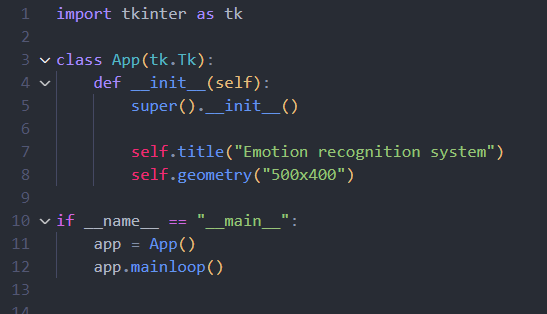 1 import tkinter as tk
2
3 class App(tk.Tk):
4     def __init__(self):
5         super().__init__()
6
7         self.title("Emotion recognition system")
8         self.geometry("500x400")
9
10 if __name__ == "__main__":
11     app = App()
12     app.mainloop()
13
14